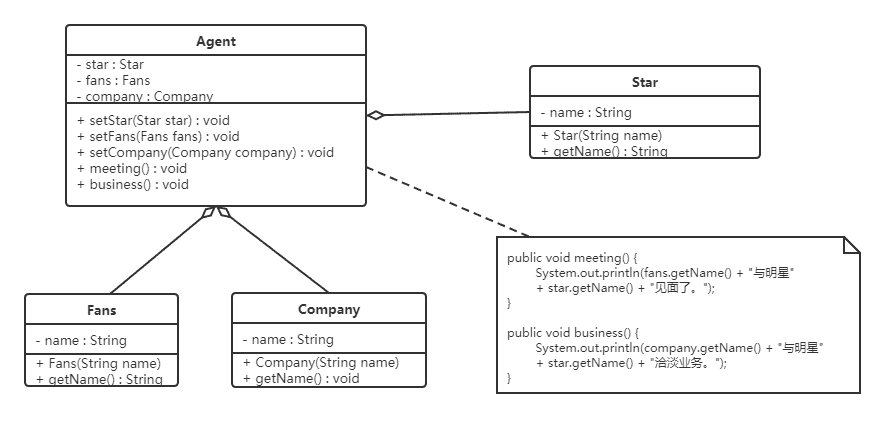 Agent
- star : Star
- fans : Fans
- company : Company
+ setStar(Star star) : void
+ setFans(Fans fans) : void
+ setCompany(Company company) : void
+ meeting() : void
+ business() : void
Star
- name : String
+ Star(String name)
+ getName() : String
public void meeting() {
System.out.println(fans.getName() + "与明星"
+ star.getName() + "见面了。");
}
public void business() {
System.out.println(company.getName() + "与明星"
+ star.getName() + "洽淡业务。");
}
Fans
- name : String
+ Fans(String name)
+ getName() : String
Company
- name : String
+ Company(String name)
+ getName() : void